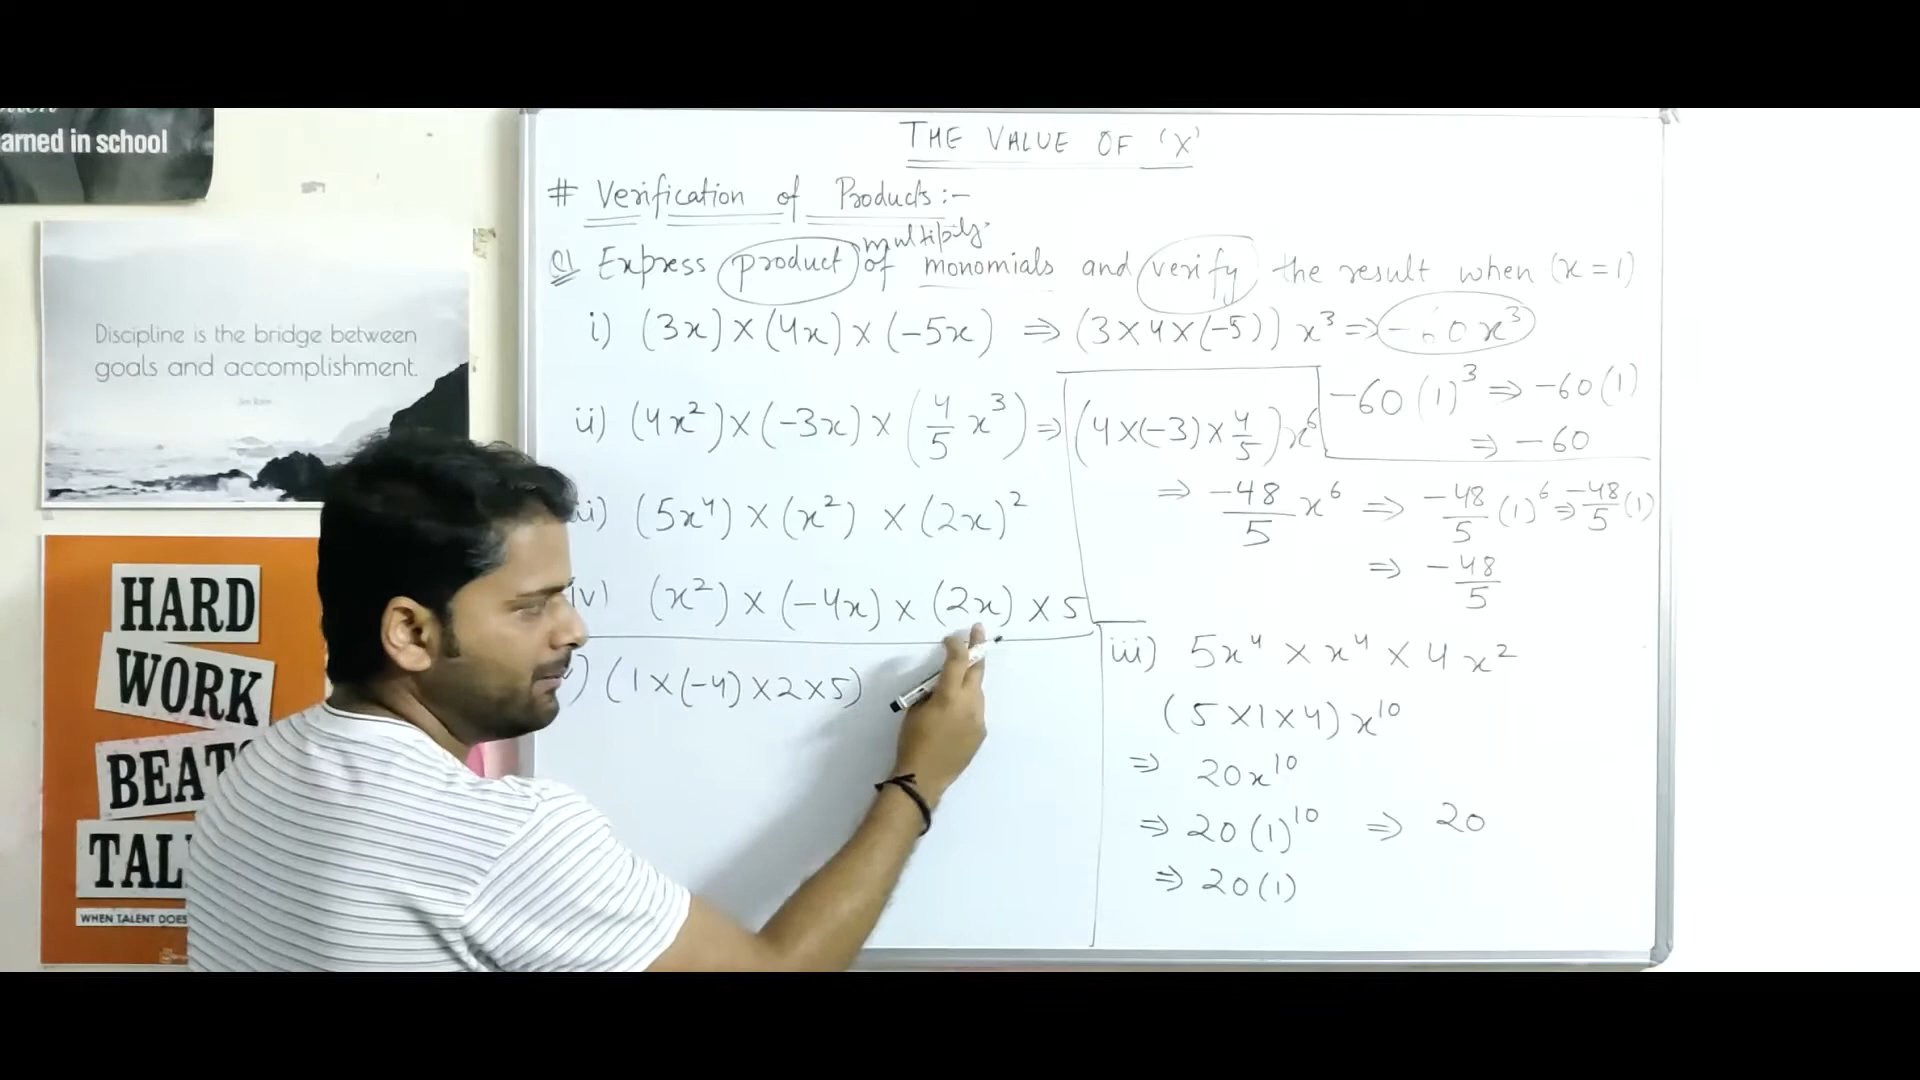 arned in school
Discipline is the bridge between
goals and accomplishment.
Jim Rohn
HARD
WORK
BEATS
TAL
WHEN TALENT DOES
THE VALUE OF 'X'
# Verification of Products:-
multiply.
Q1 Express product of monomials and verify the result when (x = 1)
i) (3x) × (4x) × (-5x) ⇒ (3 × 4 × (-5)) x³ ⇒ -60x³
-60(1)³ ⇒ -60(1)
⇒ -60
ii) (4x²) × (-3x) × (4/5 x³) ⇒ (4 × (-3) × 4/5) x⁶
⇒ -48/5 x⁶ ⇒ -48/5 (1)⁶ ⇒ -48/5 (1)
⇒ -48/5
ii) (5x⁴) × (x²) × (2x)²
iv) (x²) × (-4x) × (2x) × 5
) (1 × (-4) × 2 × 5)
iii) 5x⁴ × x⁴ × 4x²
(5 × 1 × 4) x¹⁰
⇒ 20x¹⁰
⇒ 20(1)¹⁰ ⇒ 20
⇒ 20(1)